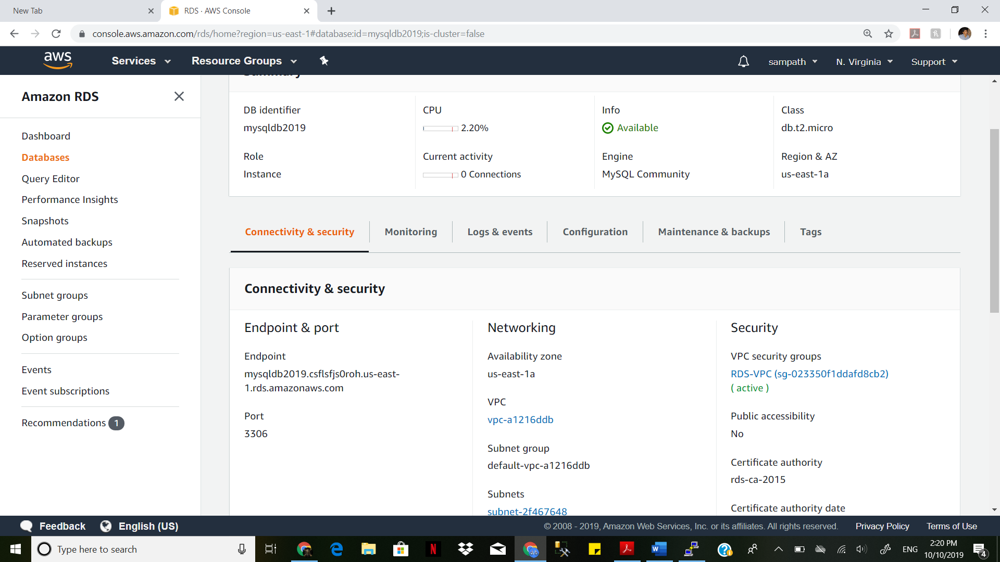 New Tab
RDS · AWS Console
console.aws.amazon.com/rds/home?region=us-east-1#database:id=mysqldb2019;is-cluster=false
aws
Services
Resource Groups
sampath
N. Virginia
Support
Amazon RDS
Dashboard
Databases
Query Editor
Performance Insights
Snapshots
Automated backups
Reserved instances
Subnet groups
Parameter groups
Option groups
Events
Event subscriptions
Recommendations 1
Summary
DB identifier
mysqldb2019
CPU
2.20%
Info
Available
Class
db.t2.micro
Role
Instance
Current activity
0 Connections
Engine
MySQL Community
Region & AZ
us-east-1a
Connectivity & security
Monitoring
Logs & events
Configuration
Maintenance & backups
Tags
Connectivity & security
Endpoint & port
Endpoint
mysqldb2019.csflsfjs0roh.us-east-
1.rds.amazonaws.com
Port
3306
Networking
Availability zone
us-east-1a
VPC
vpc-a1216ddb
Subnet group
default-vpc-a1216ddb
Subnets
subnet-2f467648
Security
VPC security groups
RDS-VPC (sg-023350f1ddafd8cb2)
( active )
Public accessibility
No
Certificate authority
rds-ca-2015
Certificate authority date
Feedback
English (US)
© 2008 - 2019, Amazon Web Services, Inc. or its affiliates. All rights reserved.
Privacy Policy
Terms of Use
Type here to search
ENG
2:20 PM
10/10/2019
4